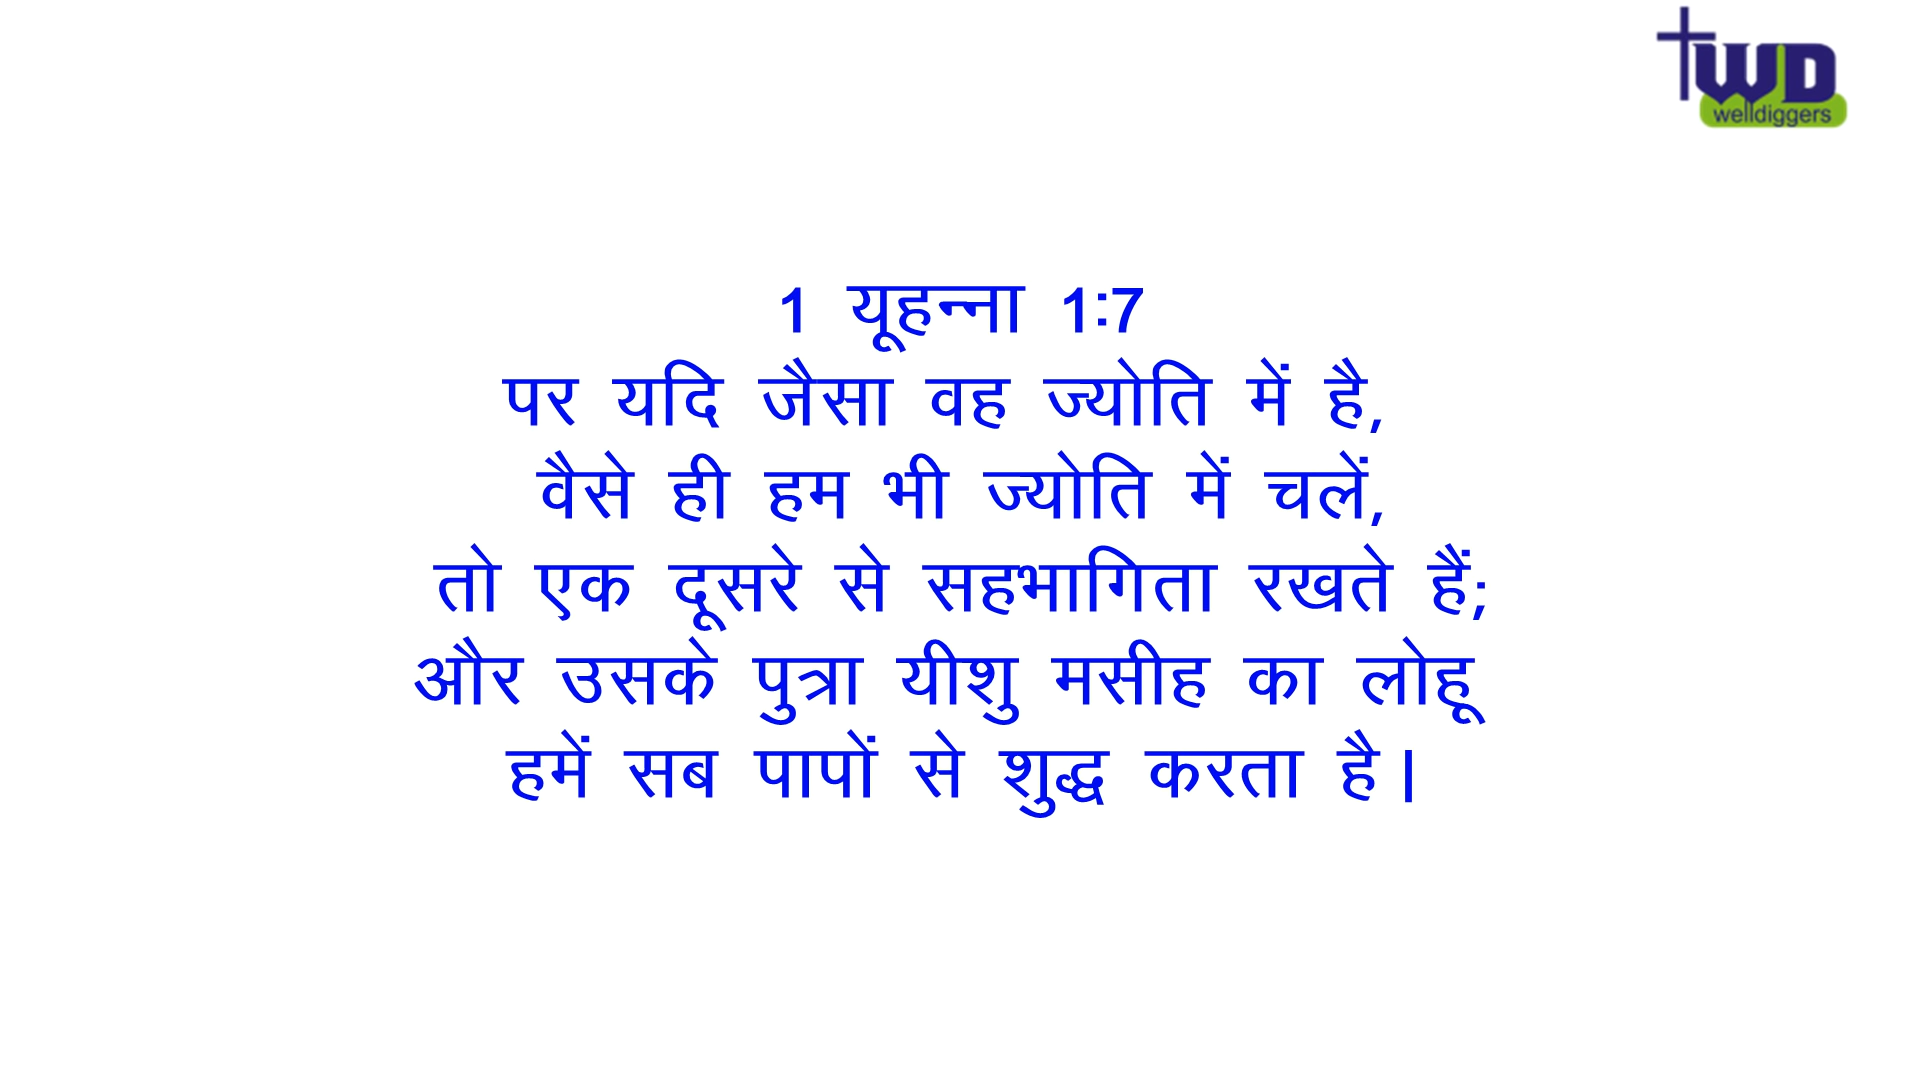 WD
welldiggers
1 यूहन्ना 1:7
पर यदि जैसा वह ज्योति में है,
वैसे ही हम भी ज्योति में चलें,
तो एक दूसरे से सहभागिता रखते हैं;
और उसके पुत्रा यीशु मसीह का लोहू
हमें सब पापों से शुद्ध करता है।